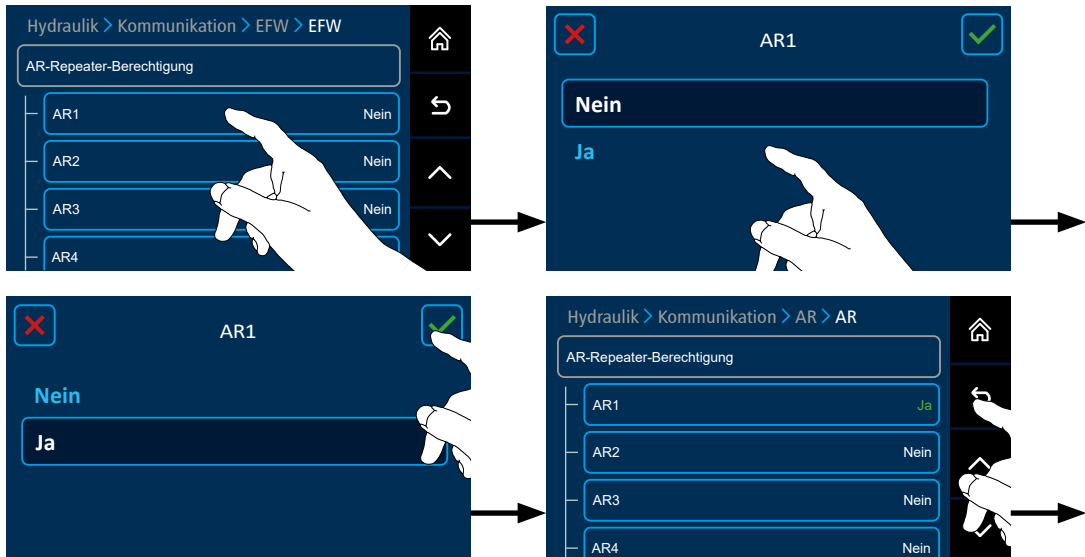 Hydraulik > Kommunikation > EFW > EFW
AR-Repeater-Berechtigung
AR1 Nein
AR2 Nein
AR3 Nein
AR4
AR1
Nein
Ja
AR1
Nein
Ja
Hydraulik > Kommunikation > AR > AR
AR-Repeater-Berechtigung
AR1 Ja
AR2 Nein
AR3 Nein
AR4 Nein